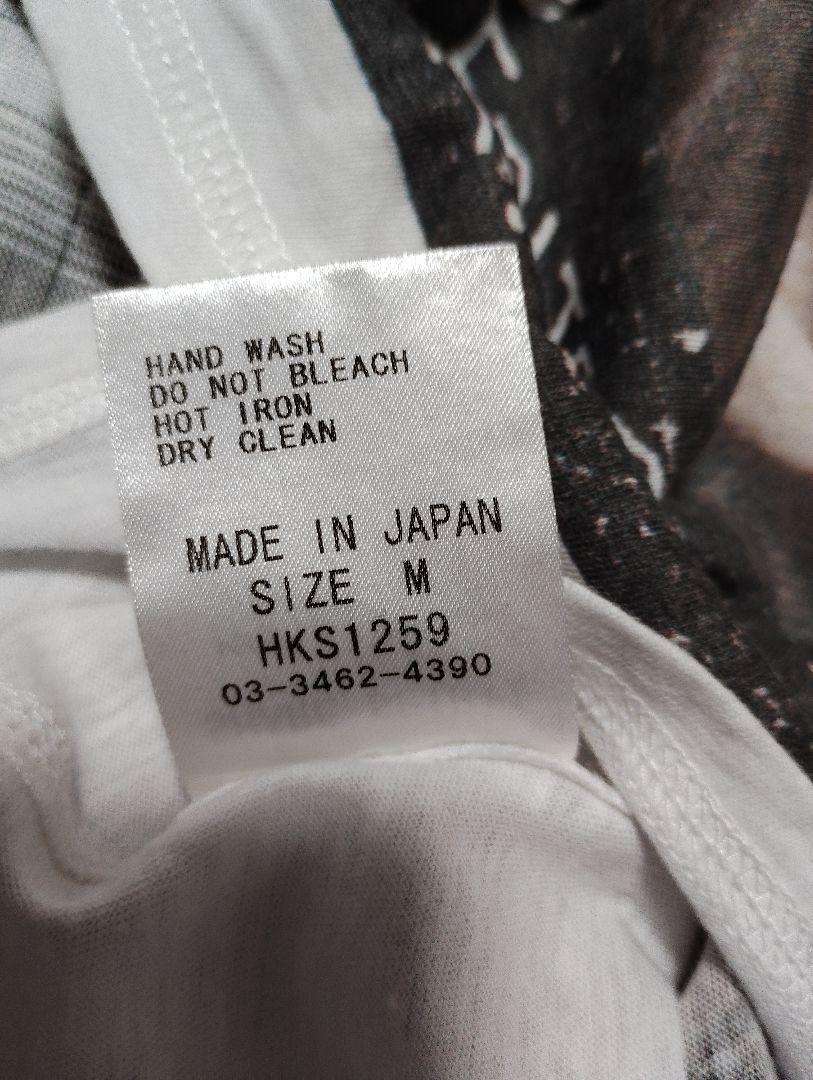 HAND WASH
DO NOT BLEACH
HOT IRON
DRY CLEAN
MADE IN JAPAN
SIZE M
HKS1259
03-3462-4390